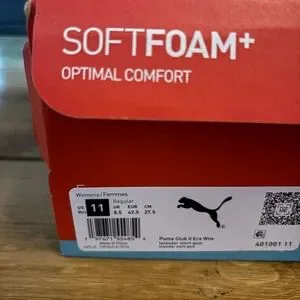 SOFTFOAM+
OPTIMAL COMFORT
Womens/Femmes
Regular
US UK EUR CM
11 8.5 42.5 27.5
Puma Club II Era Wns
401001 11